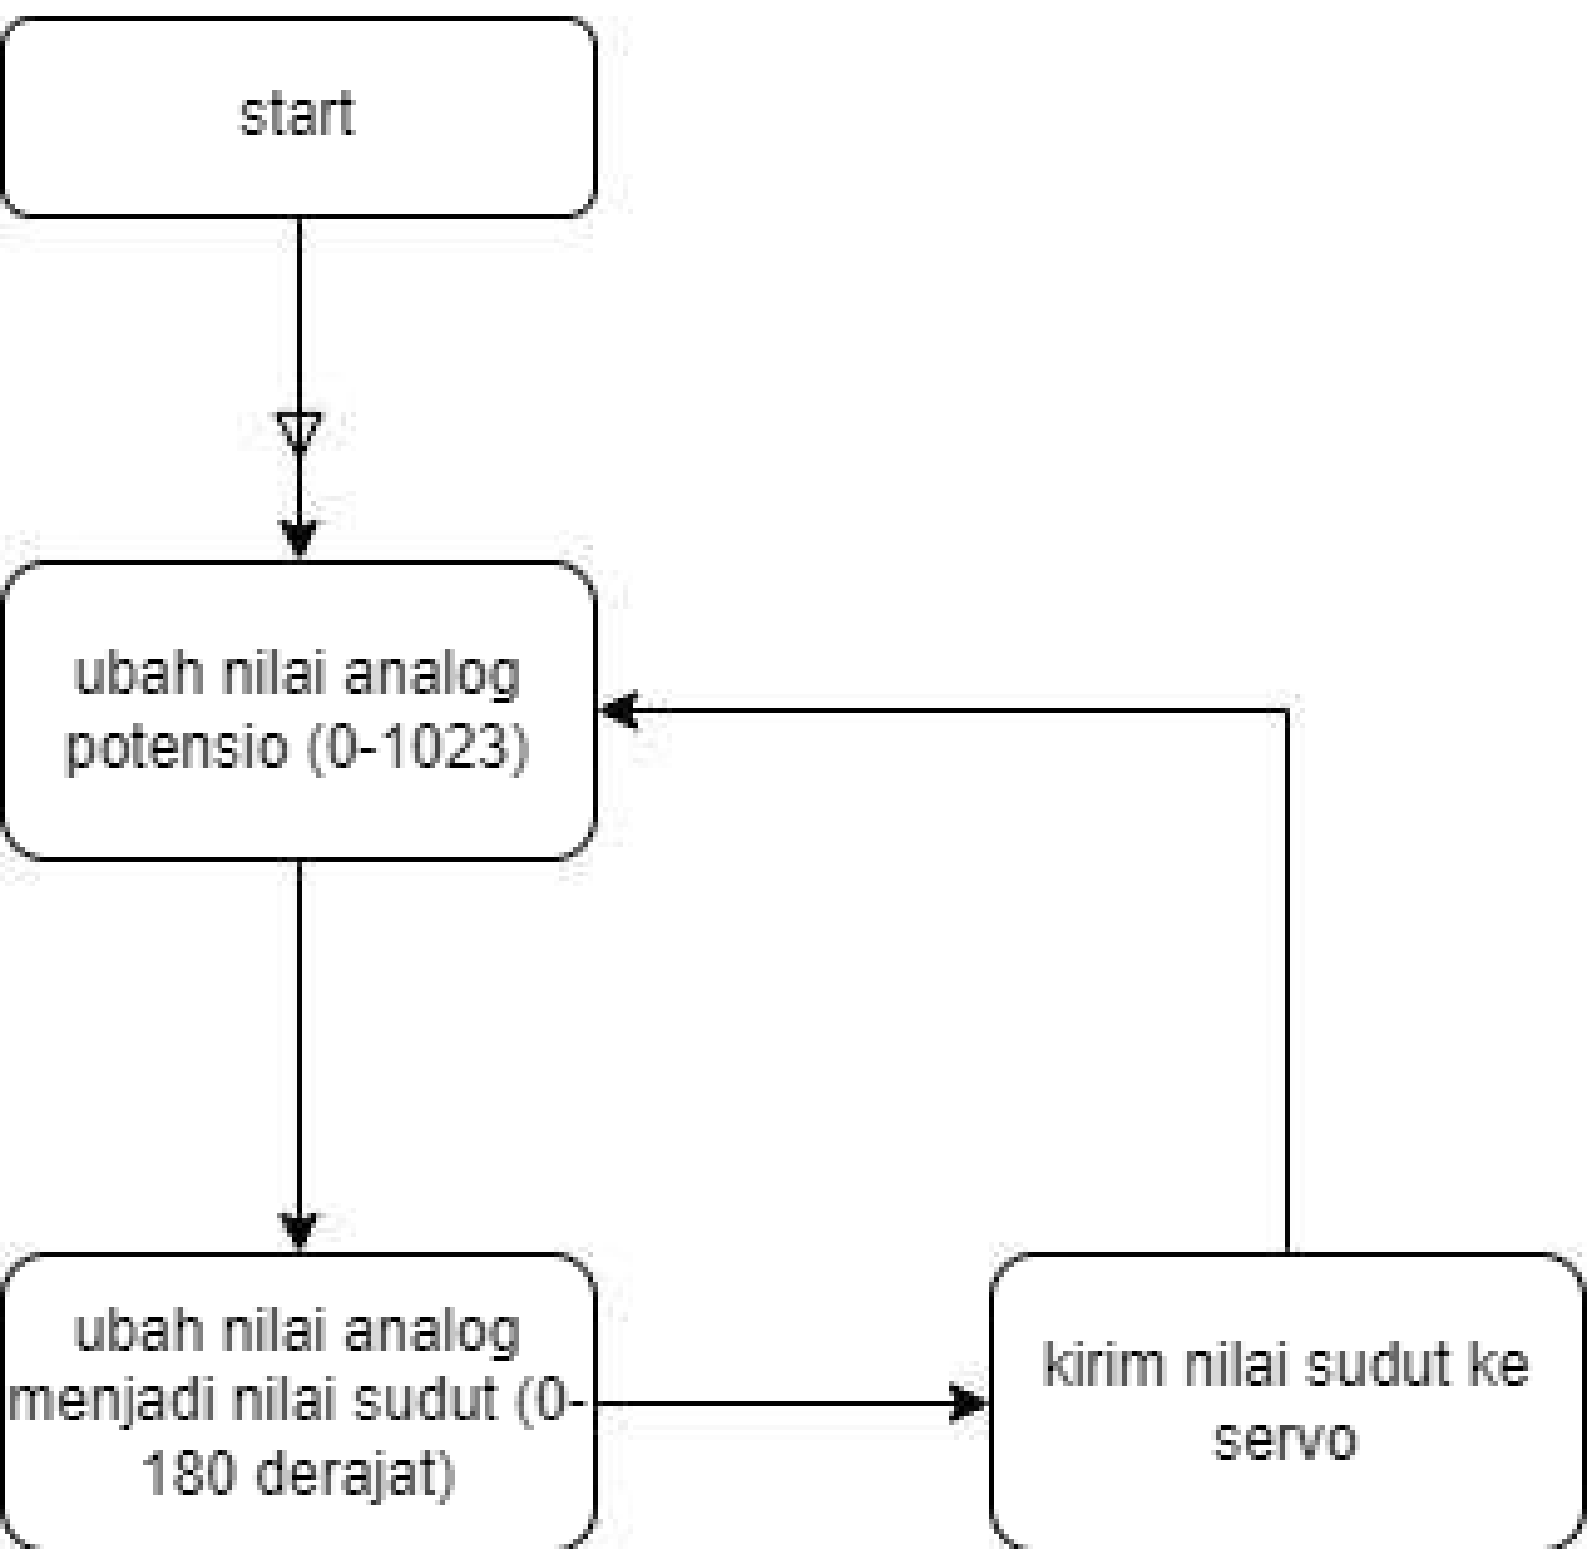 start
ubah nilai analog
potensio (0-1023)
ubah nilai analog
menjadi nilai sudut (0-
180 derajat)
kirim nilai sudut ke
servo